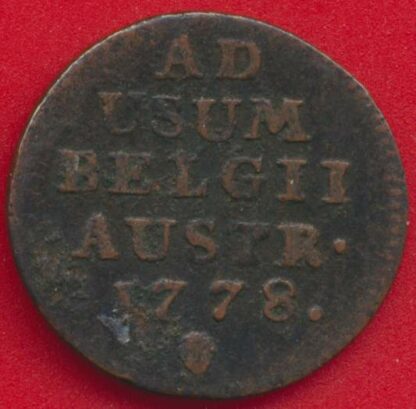 AD
USUM
BELGII
AUSTR·
1778.